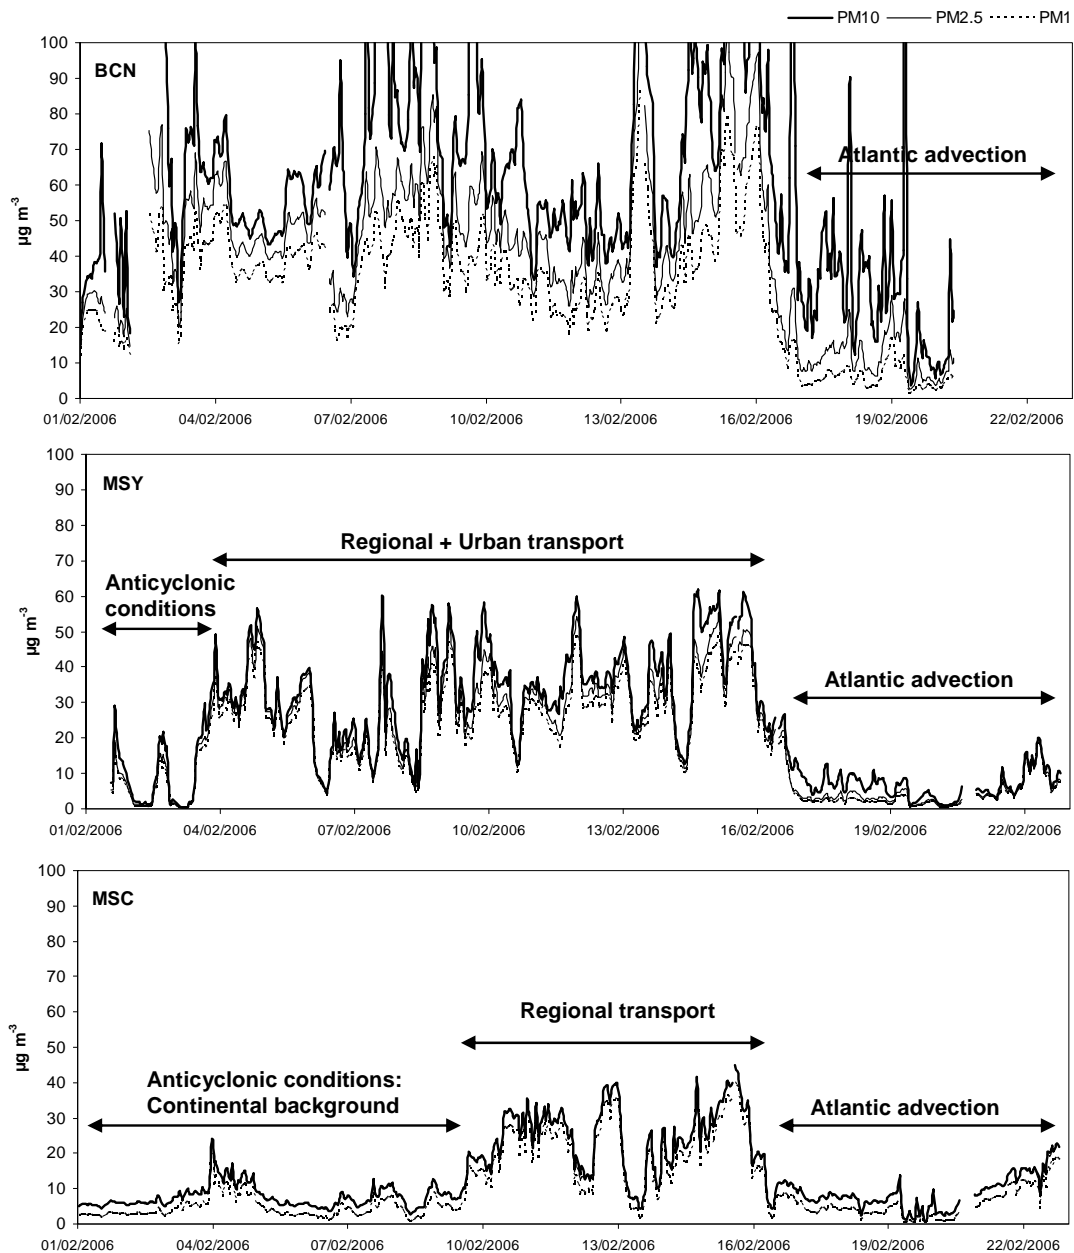 PM10 PM2.5 PM1
100
90
80
70
60
50
40
30
20
10
0
µg m-3
BCN
Atlantic advection
01/02/2006 04/02/2006 07/02/2006 10/02/2006 13/02/2006 16/02/2006 19/02/2006 22/02/2006
100
90
80
70
60
50
40
30
20
10
0
µg m-3
MSY
Regional + Urban transport
Anticyclonic
conditions
Atlantic advection
01/02/2006 04/02/2006 07/02/2006 10/02/2006 13/02/2006 16/02/2006 19/02/2006 22/02/2006
100
90
80
70
60
50
40
30
20
10
0
µg m-3
MSC
Regional transport
Anticyclonic conditions:
Continental background
Atlantic advection
01/02/2006 04/02/2006 07/02/2006 10/02/2006 13/02/2006 16/02/2006 19/02/2006 22/02/2006